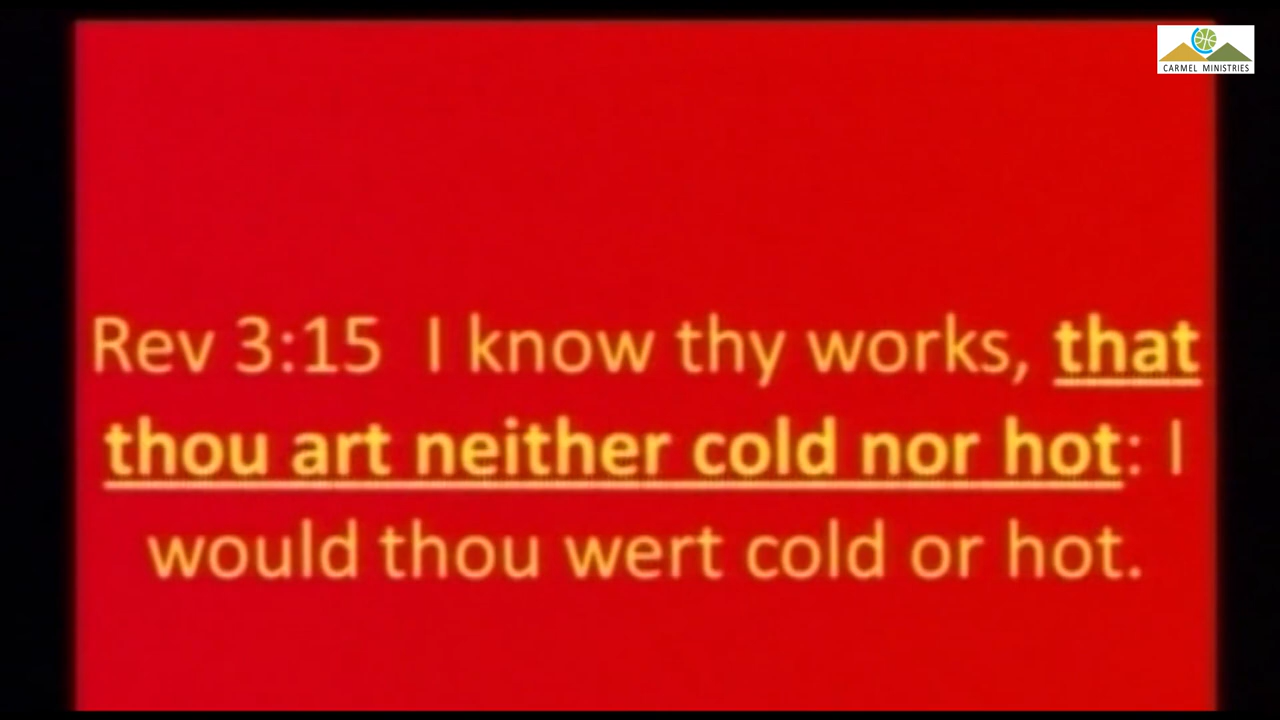 CARMEL MINISTRIES
Rev 3:15 I know thy works, that
thou art neither cold nor hot: I
would thou wert cold or hot.